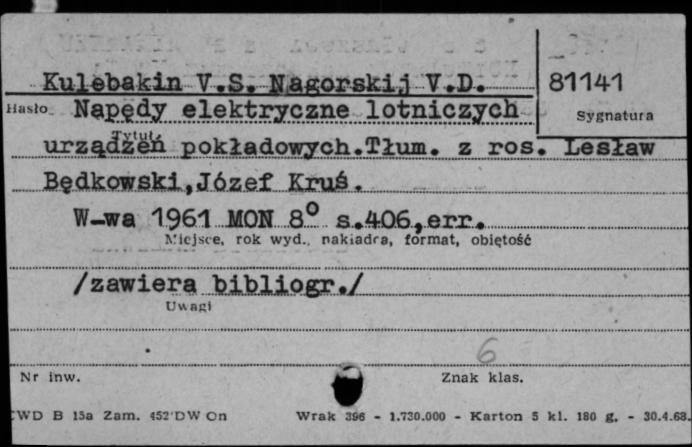 Kulebakin V.S. Nagorskij V.D.
81141
Hasło
Napędy elektryczne lotniczych
Sygnatura
Tytuł
urządzeń pokładowych.Tłum. z ros. Lesław
Będkowski,Józef Kruś.
W-wa 1961 MON 8° s.406,err.
Miejsce, rok wyd., nakładca, format, objętość
/zawiera bibliogr./
Uwagi
6
Nr inw.
Znak klas.
CWD B 15a Zam. 452 DW On
Wrak 396 - 1.730.000 - Karton 5 kl. 180 g. - 30.4.68.